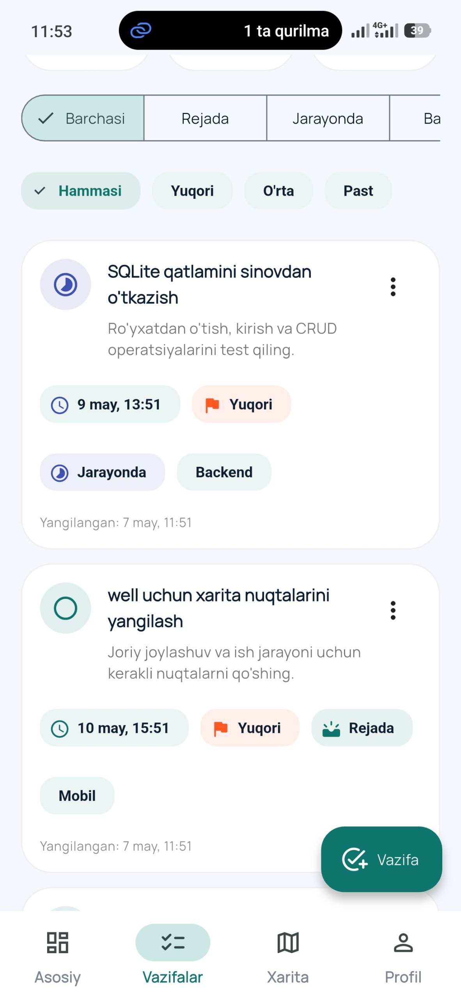 11:53
1 ta qurilma
4G+
39
Barchasi
Rejada
Jarayonda
Ba
Hammasi
Yuqori
O'rta
Past
SQLite qatlamini sinovdan
o'tkazish
Ro'yxatdan o'tish, kirish va CRUD
operatsiyalarini test qiling.
9 may, 13:51
Yuqori
Jarayonda
Backend
Yangilangan: 7 may, 11:51
well uchun xarita nuqtalarini
yangilash
Joriy joylashuv va ish jarayoni uchun
kerakli nuqtalarni qo'shing.
10 may, 15:51
Yuqori
Rejada
Mobil
Yangilangan: 7 may, 11:51
Vazifa
Asosiy
Vazifalar
Xarita
Profil